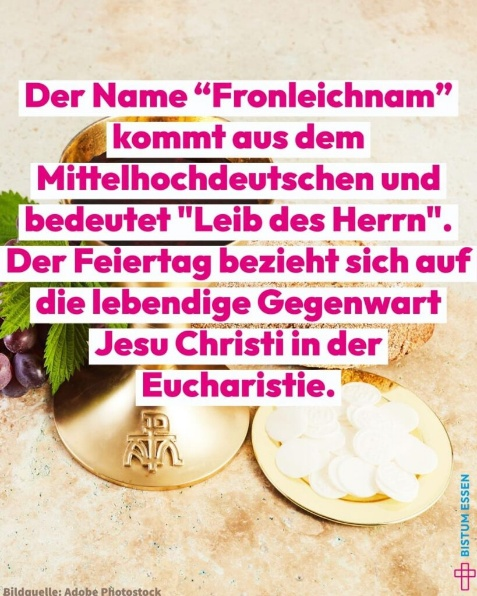 Der Name “Fronleichnam”
kommt aus dem
Mittelhochdeutschen und
bedeutet "Leib des Herrn".
Der Feiertag bezieht sich auf
die lebendige Gegenwart
Jesu Christi in der
Eucharistie.
BISTUM ESSEN
Bildquelle: Adobe Photostock